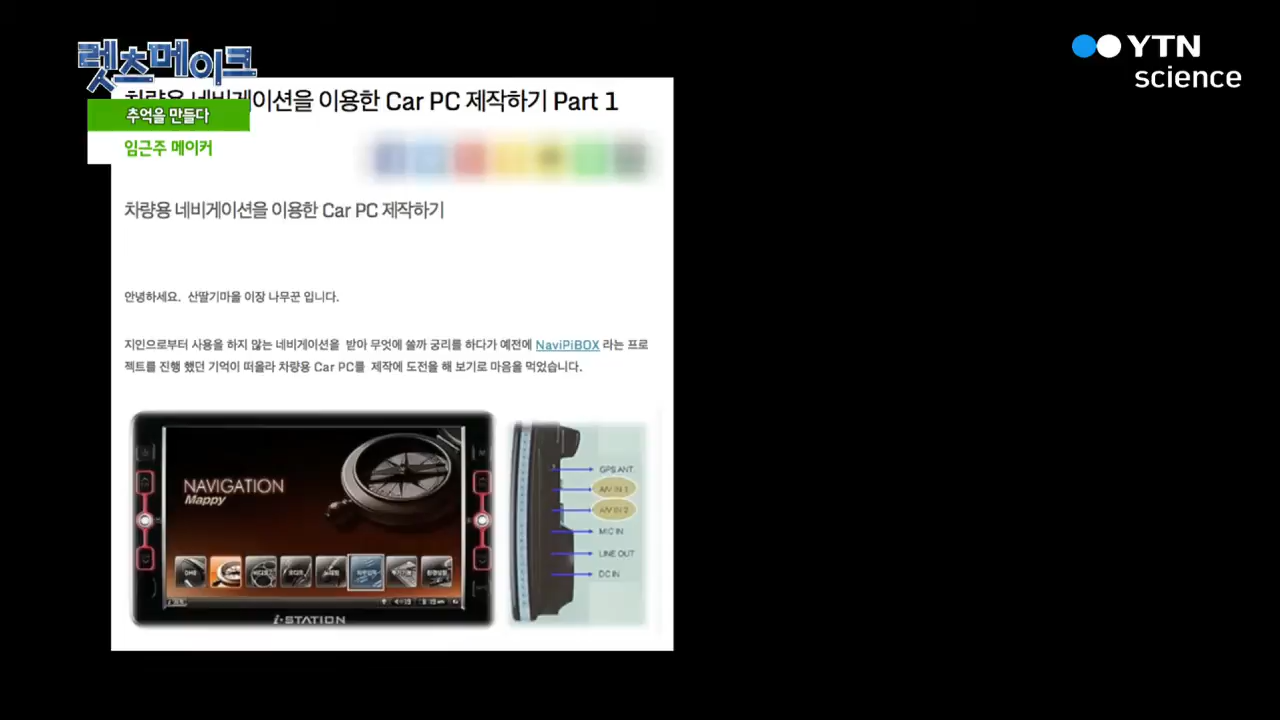 렛츠메이크
YTN
science
차량용 네비게이션을 이용한 Car PC 제작하기 Part 1
추억을 만들다
임근주 메이커
차량용 네비게이션을 이용한 Car PC 제작하기
안녕하세요. 산딸기마을 이장 나무꾼 입니다.
지인으로부터 사용을 하지 않는 네비게이션을 받아 무엇에 쓸까 궁리를 하다가 예전에 NaviPiBOX 라는 프로
젝트를 진행 했던 기억이 떠올라 차량용 Car PC를 제작에 도전을 해 보기로 마음을 먹었습니다.
NAVIGATION
Mappy
GPS ANT
A/V IN 1
A/V IN 2
MIC IN
LINE OUT
DC IN
DMB
i-STATION